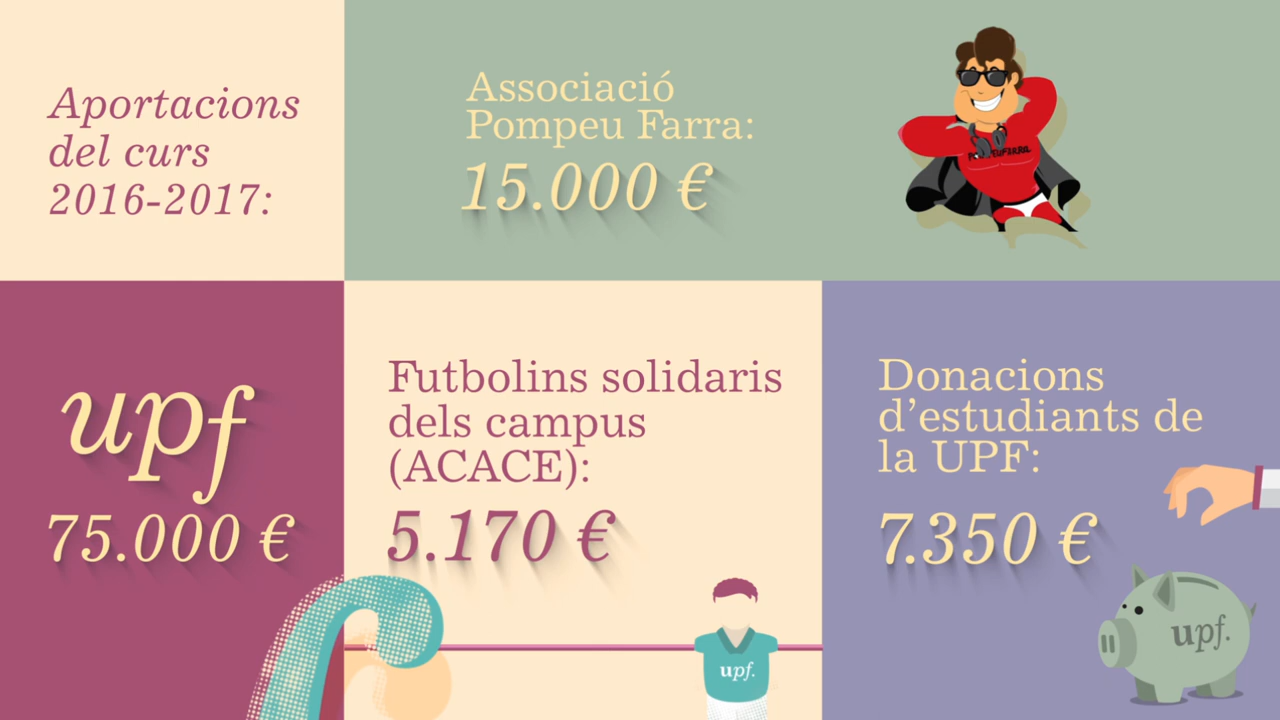 Aportacions
del curs
2016-2017:
Associació
Pompeu Farra:
15.000 €
upf
75.000 €
Futbolins solidaris
dels campus
(ACACE):
5.170 €
upf.
Donacions
d’estudiants de
la UPF:
7.350 €
upf.